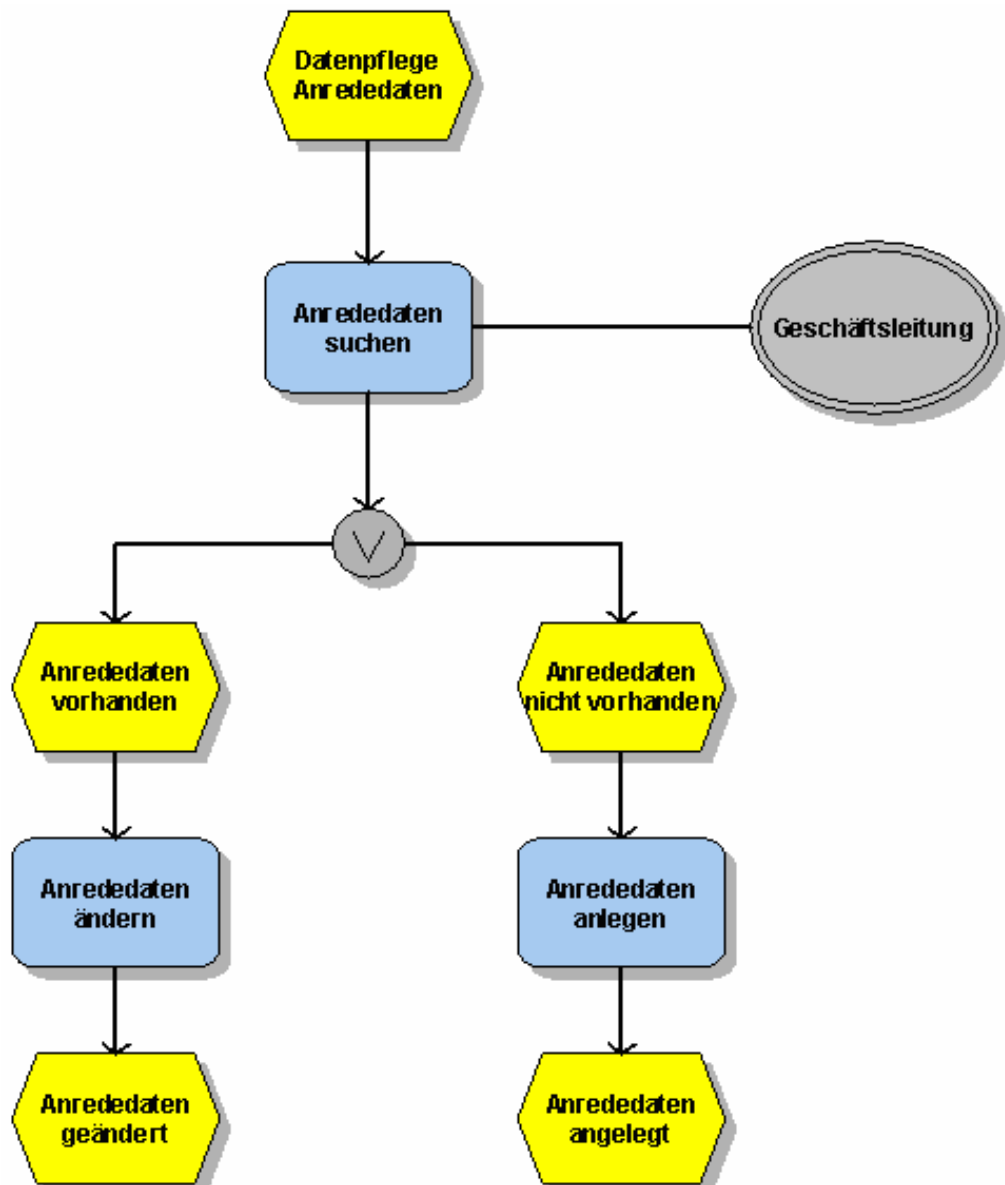 Datenpflege
Anrededaten
Anrededaten
suchen
Geschäftsleitung
V
Anrededaten
vorhanden
Anrededaten
nicht vorhanden
Anrededaten
ändern
Anrededaten
anlegen
Anrededaten
geändert
Anrededaten
angelegt